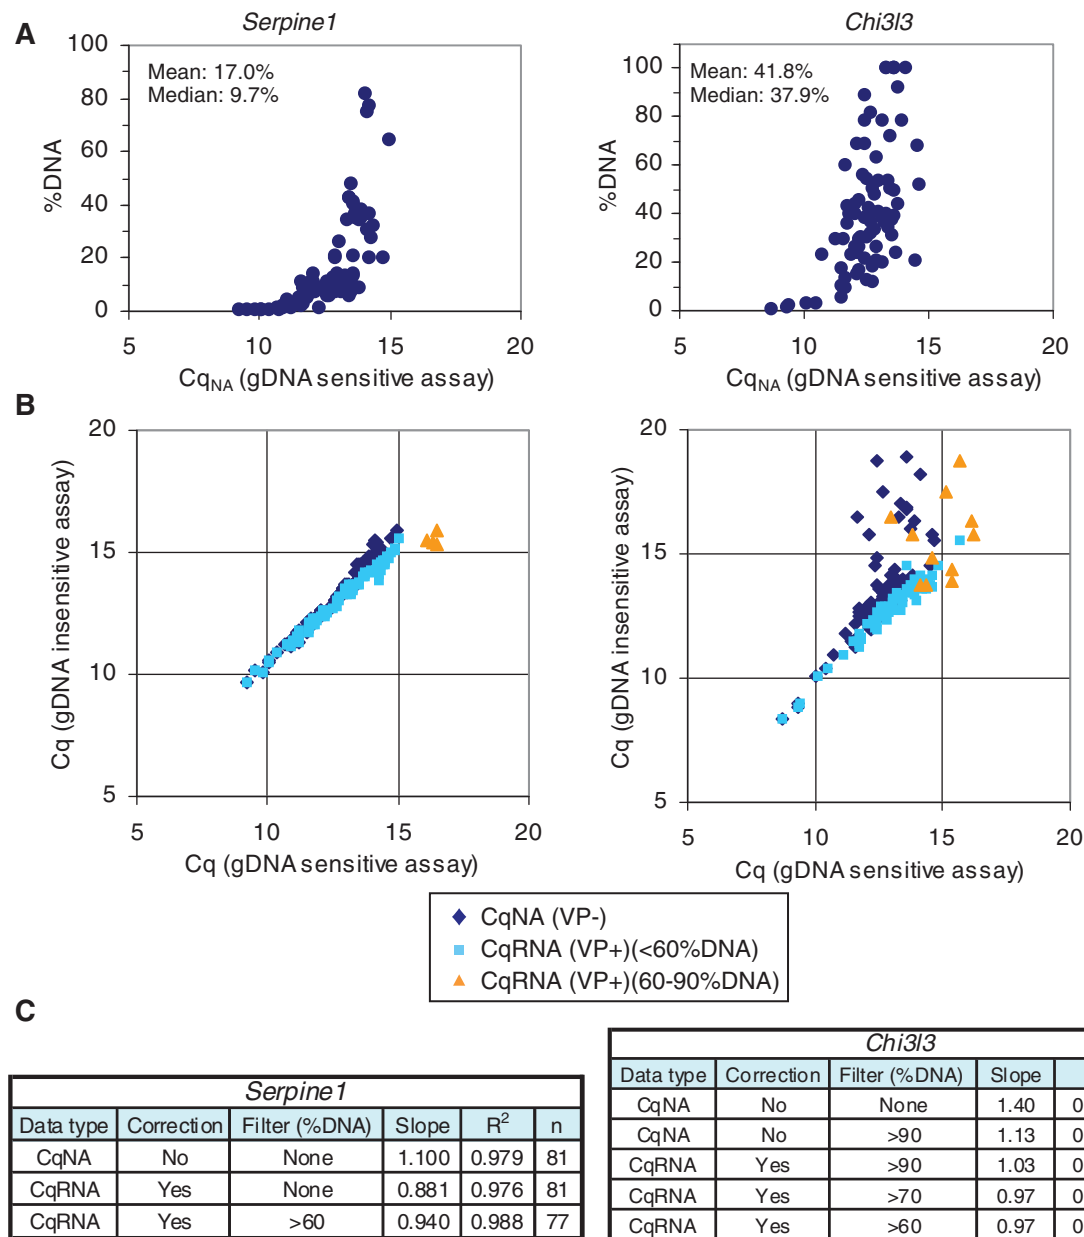 A
Serpine1
Chi3l3
100
80
60
40
20
0
%DNA
Mean: 17.0%
Median: 9.7%
5 10 15 20
CqNA (gDNA sensitive assay)
100
80
60
40
20
0
%DNA
Mean: 41.8%
Median: 37.9%
5 10 15 20
CqNA (gDNA sensitive assay)
B
20
15
10
5
Cq (gDNA insensitive assay)
5 10 15 20
Cq (gDNA sensitive assay)
20
15
10
5
Cq (gDNA insensitive assay)
5 10 15 20
Cq (gDNA sensitive assay)
CqNA (VP-)
CqRNA (VP+)(<60%DNA)
CqRNA (VP+)(60-90%DNA)
C
Serpine1
Data type Correction Filter (%DNA) Slope R2 n
CqNA No None 1.100 0.979 81
CqRNA Yes None 0.881 0.976 81
CqRNA Yes >60 0.940 0.988 77
Chi3l3
Data type Correction Filter (%DNA) Slope
CqNA No None 1.40 0
CqNA No >90 1.13 0
CqRNA Yes >90 1.03 0
CqRNA Yes >70 0.97 0
CqRNA Yes >60 0.97 0